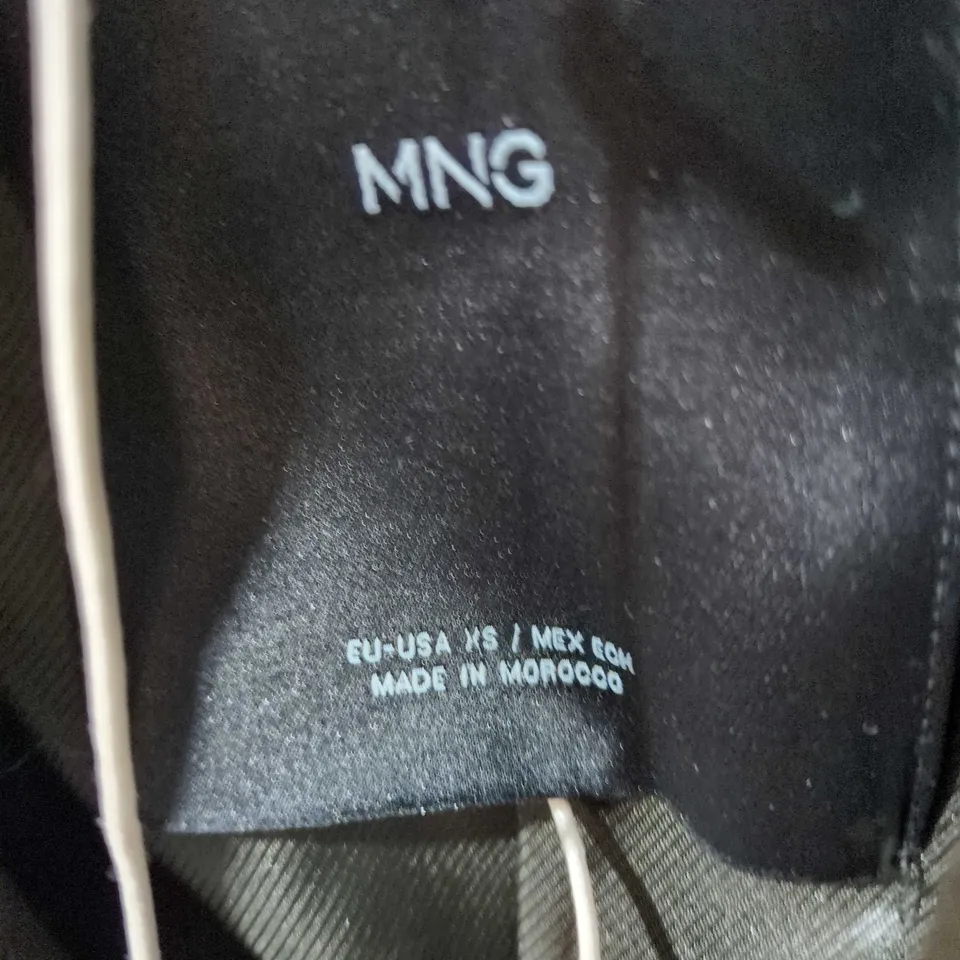 MNG
EU-USA XS / MEX ECH
MADE IN MOROCCO